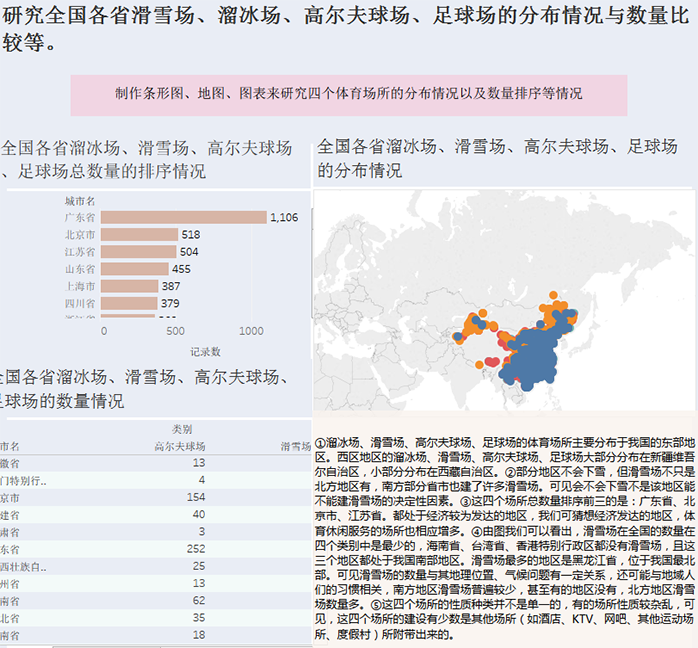 研究全国各省滑雪场、溜冰场、高尔夫球场、足球场的分布情况与数量比
较等。
制作条形图、地图、图表来研究四个体育场所的分布情况以及数量排序等情况
全国各省溜冰场、滑雪场、高尔夫球场
、足球场总数量的排序情况
城市名
广东省 1,106
北京市 518
江苏省 504
山东省 455
上海市 387
四川省 379
0 500 1000
记录数
全国各省溜冰场、滑雪场、高尔夫球场、
足球场的数量情况
类别
市名 高尔夫球场 滑雪场
徽省 13
门特别行.. 4
京市 154
建省 40
肃省 3
东省 252
西壮族自.. 25
州省 13
南省 62
北省 35
南省 18
全国各省溜冰场、滑雪场、高尔夫球场、足球场
的分布情况
①溜冰场、滑雪场、高尔夫球场、足球场的体育场所主要分布于我国的东部地
区。西区地区的溜冰场、滑雪场、高尔夫球场、足球场大部分分布在新疆维吾
尔自治区，小部分分布在西藏自治区。②部分地区不会下雪，但滑雪场不只是
北方地区有，南方部分省市也建了许多滑雪场。可见会不会下雪不是该地区能
不能建滑雪场的决定性因素。③这四个场所总数量排序前三的是：广东省、北
京市、江苏省。都处于经济较为发达的地区，我们可猜想经济发达的地区，体
育休闲服务的场所也相应增多。④由图我们可以看出，滑雪场在全国的数量在
四个类别中是最少的，海南省、台湾省、香港特别行政区都没有滑雪场，且这
三个地区都处于我国南部地区。滑雪场最多的地区是黑龙江省，位于我国最北
部。可见滑雪场的数量与其地理位置、气候问题有一定关系，还可能与地域人
们的习惯相关，南方地区滑雪场普遍较少，甚至有的地区没有，北方地区滑雪
场数量多。⑤这四个场所的性质种类并不是单一的，有的场所性质较杂乱，可
见，这四个场所的建设有少数是其他场所（如酒店、KTV、网吧、其他运动场
所、度假村）所附带出来的。